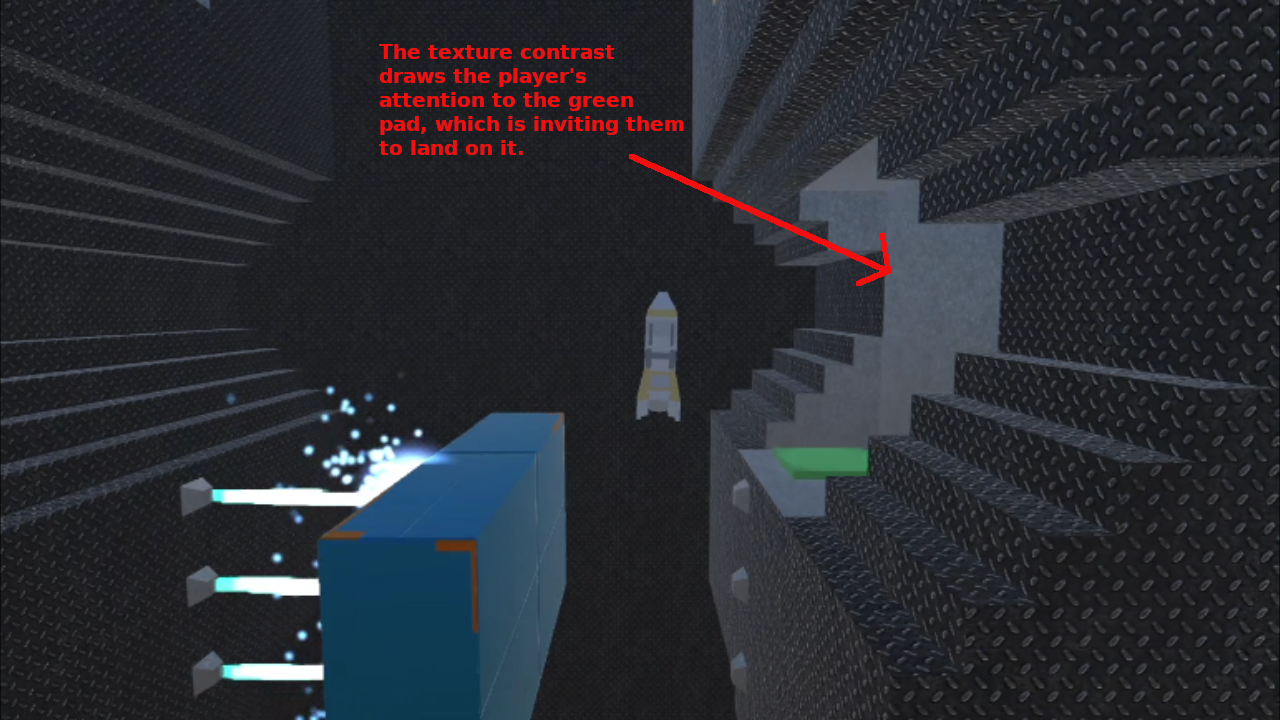 The texture contrast
draws the player's
attention to the green
pad, which is inviting them
to land on it.